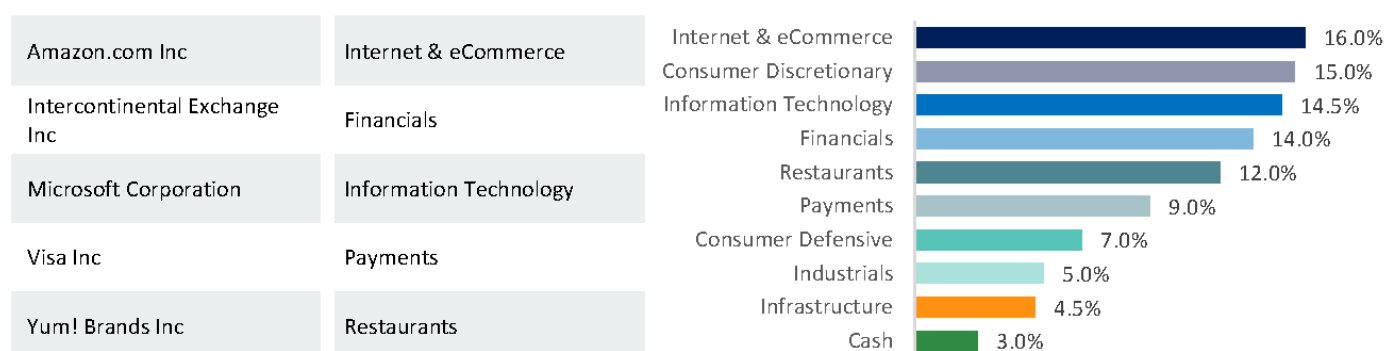 Amazon.com Inc
Internet & eCommerce
Intercontinental Exchange
Inc
Financials
Microsoft Corporation
Information Technology
Visa Inc
Payments
Yum! Brands Inc
Restaurants
Internet & eCommerce 16.0%
Consumer Discretionary 15.0%
Information Technology 14.5%
Financials 14.0%
Restaurants 12.0%
Payments 9.0%
Consumer Defensive 7.0%
Industrials 5.0%
Infrastructure 4.5%
Cash 3.0%